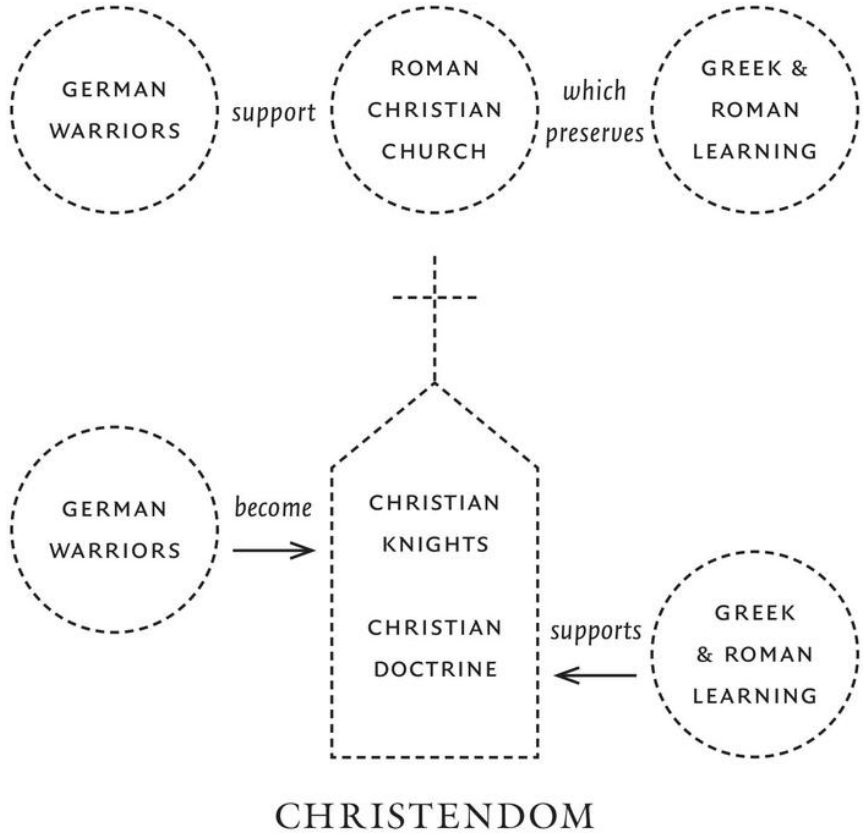 GERMAN
WARRIORS
support
ROMAN
CHRISTIAN
CHURCH
which
preserves
GREEK &
ROMAN
LEARNING
GERMAN
WARRIORS
become
CHRISTIAN
KNIGHTS
CHRISTIAN
DOCTRINE
supports
GREEK
& ROMAN
LEARNING
CHRISTENDOM